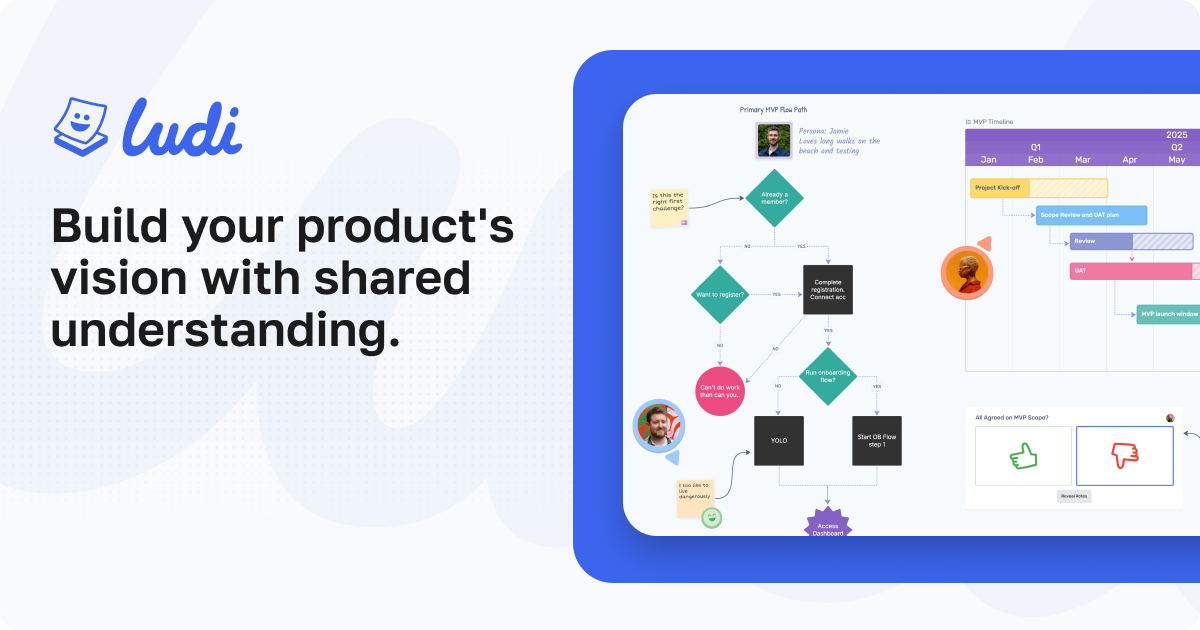 ludi
Build your product's
vision with shared
understanding.
Primary MVP Flow Path
Persona: Jamie
Loves long walks on the
beach and testing
Is this the
right first
challenge?
Already a
member?
NO
YES
Want to register?
YES
Complete
registration.
Connect acc
NO
NO
YES
Can't do work
then can you..
Run onboarding
flow?
NO
YES
YOLO
Start OB Flow
step 1
I too like to
live
dangerously
Access
Dashboard
MVP Timeline
2025
Q1
Q2
Jan
Feb
Mar
Apr
May
Project Kick-off
Scope Review and UAT plan
Review
UAT
MVP launch window
All Agreed on MVP Scope?
Reveal Votes